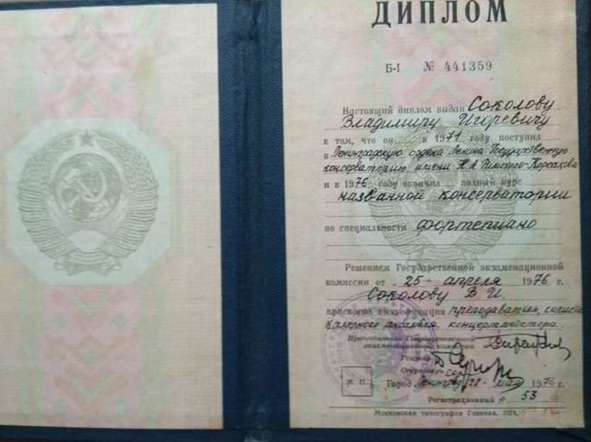 ДИПЛОМ
Б-I № 441359
Настоящий диплом выдан Соколову
Владимиру Игоревичу
в том, что он в 1971 году поступил
в Ленинградскую ордена Ленина Государственную
консерваторию имени Н.А Римского-Корсакова
и в 1976 году окончил полный курс
названной консерватории
по специальности фортепиано
Решением Государственной экзаменационной
комиссии от 25 апреля 1976 г.
Соколову В И.
присвоена квалификация преподавателя, солиста
камерного ансамбля концертмейстера.
Председатель Государственной
экзаменационной комиссии
Ректор
Секретарь
М. П.
Город 1976 г.
Регистрационный № 53
Московская типография Гознака. 1974.